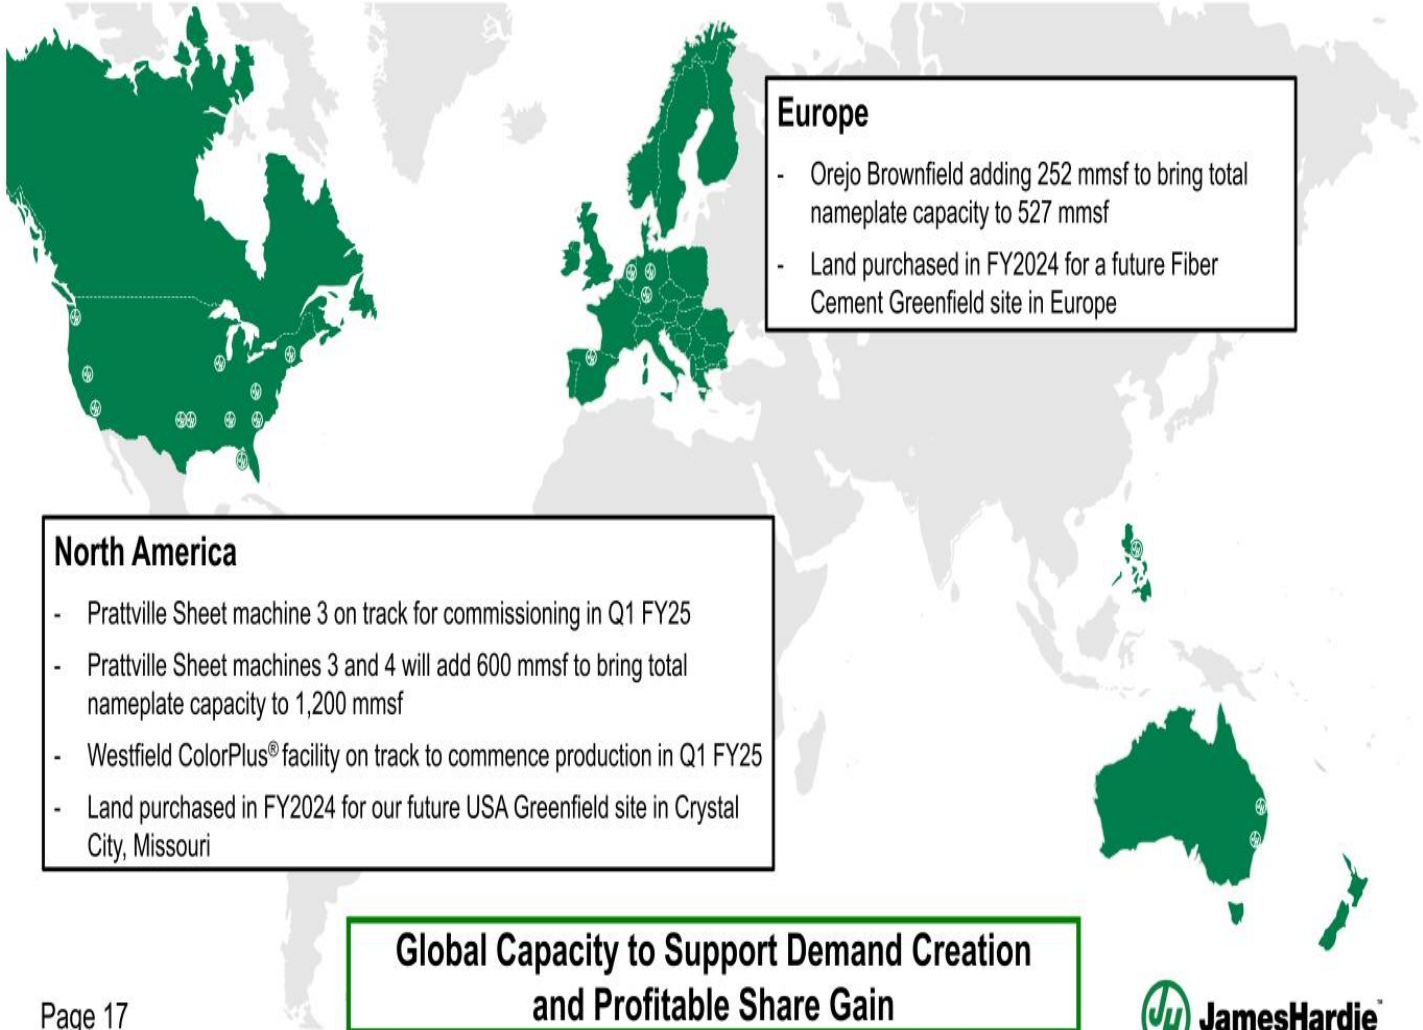 Europe
- Orejo Brownfield adding 252 mmsf to bring total
nameplate capacity to 527 mmsf
- Land purchased in FY2024 for a future Fiber
Cement Greenfield site in Europe
North America
- Prattville Sheet machine 3 on track for commissioning in Q1 FY25
- Prattville Sheet machines 3 and 4 will add 600 mmsf to bring total
nameplate capacity to 1,200 mmsf
- Westfield ColorPlus® facility on track to commence production in Q1 FY25
- Land purchased in FY2024 for our future USA Greenfield site in Crystal
City, Missouri
Global Capacity to Support Demand Creation
and Profitable Share Gain
Page 17
JH JamesHardie™